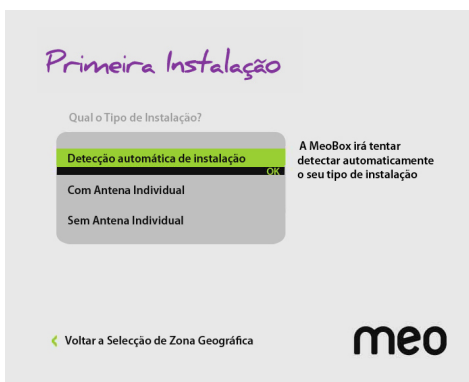 Primeira Instalação
Qual o Tipo de Instalação?
Detecção automática de instalação
OK
Com Antena Individual
Sem Antena Individual
A MeoBox irá tentar
detectar automaticamente
o seu tipo de instalação
Voltar a Selecção de Zona Geográfica
meo